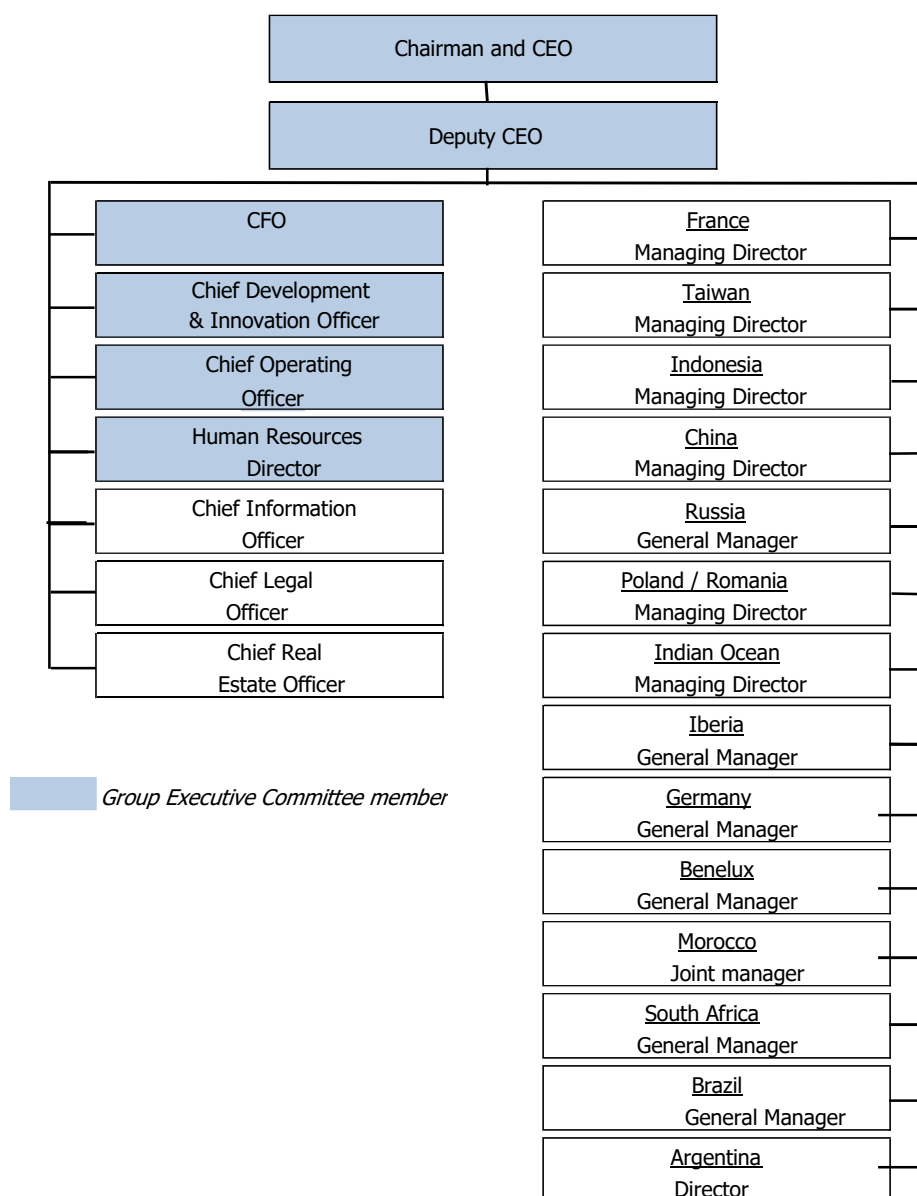 Chairman and CEO
Deputy CEO
CFO
Chief Development
& Innovation Officer
Chief Operating
Officer
Human Resources
Director
Chief Information
Officer
Chief Legal
Officer
Chief Real
Estate Officer
Group Executive Committee member
France
Managing Director
Taiwan
Managing Director
Indonesia
Managing Director
China
Managing Director
Russia
General Manager
Poland / Romania
Managing Director
Indian Ocean
Managing Director
Iberia
General Manager
Germany
General Manager
Benelux
General Manager
Morocco
Joint manager
South Africa
General Manager
Brazil
General Manager
Argentina
Director